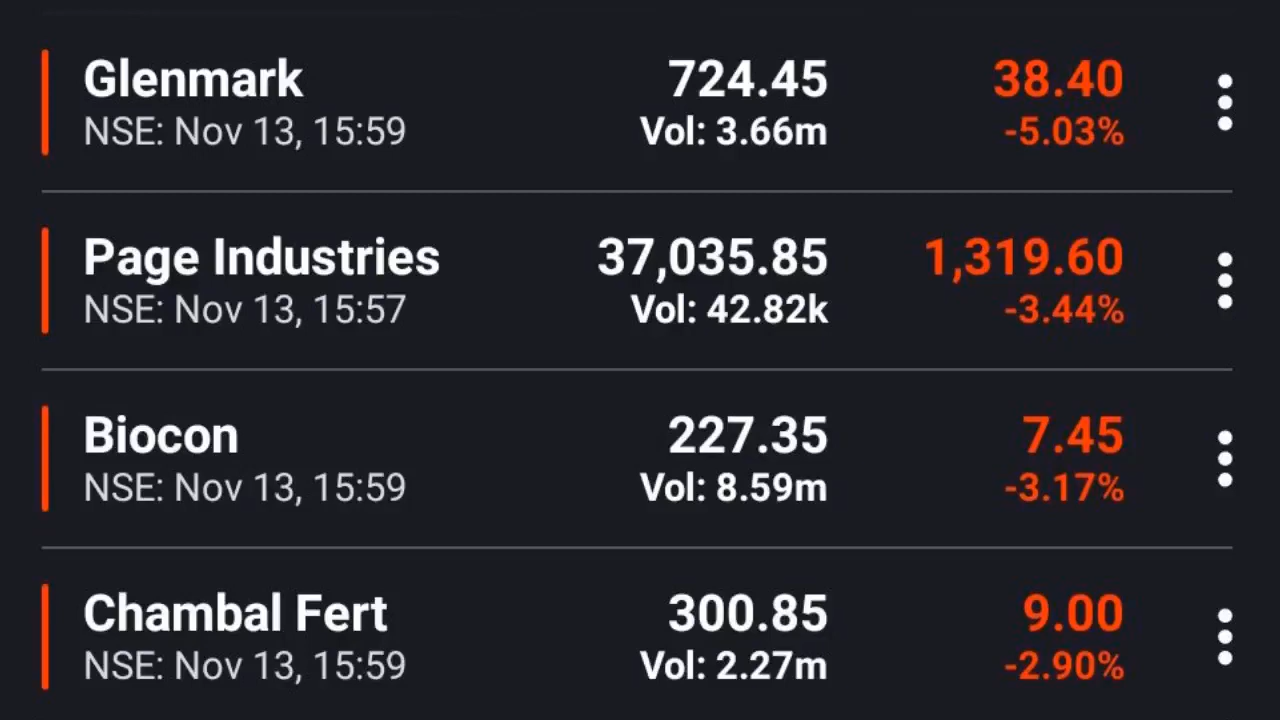 Glenmark 724.45 38.40
NSE: Nov 13, 15:59 Vol: 3.66m -5.03%
Page Industries 37,035.85 1,319.60
NSE: Nov 13, 15:57 Vol: 42.82k -3.44%
Biocon 227.35 7.45
NSE: Nov 13, 15:59 Vol: 8.59m -3.17%
Chambal Fert 300.85 9.00
NSE: Nov 13, 15:59 Vol: 2.27m -2.90%